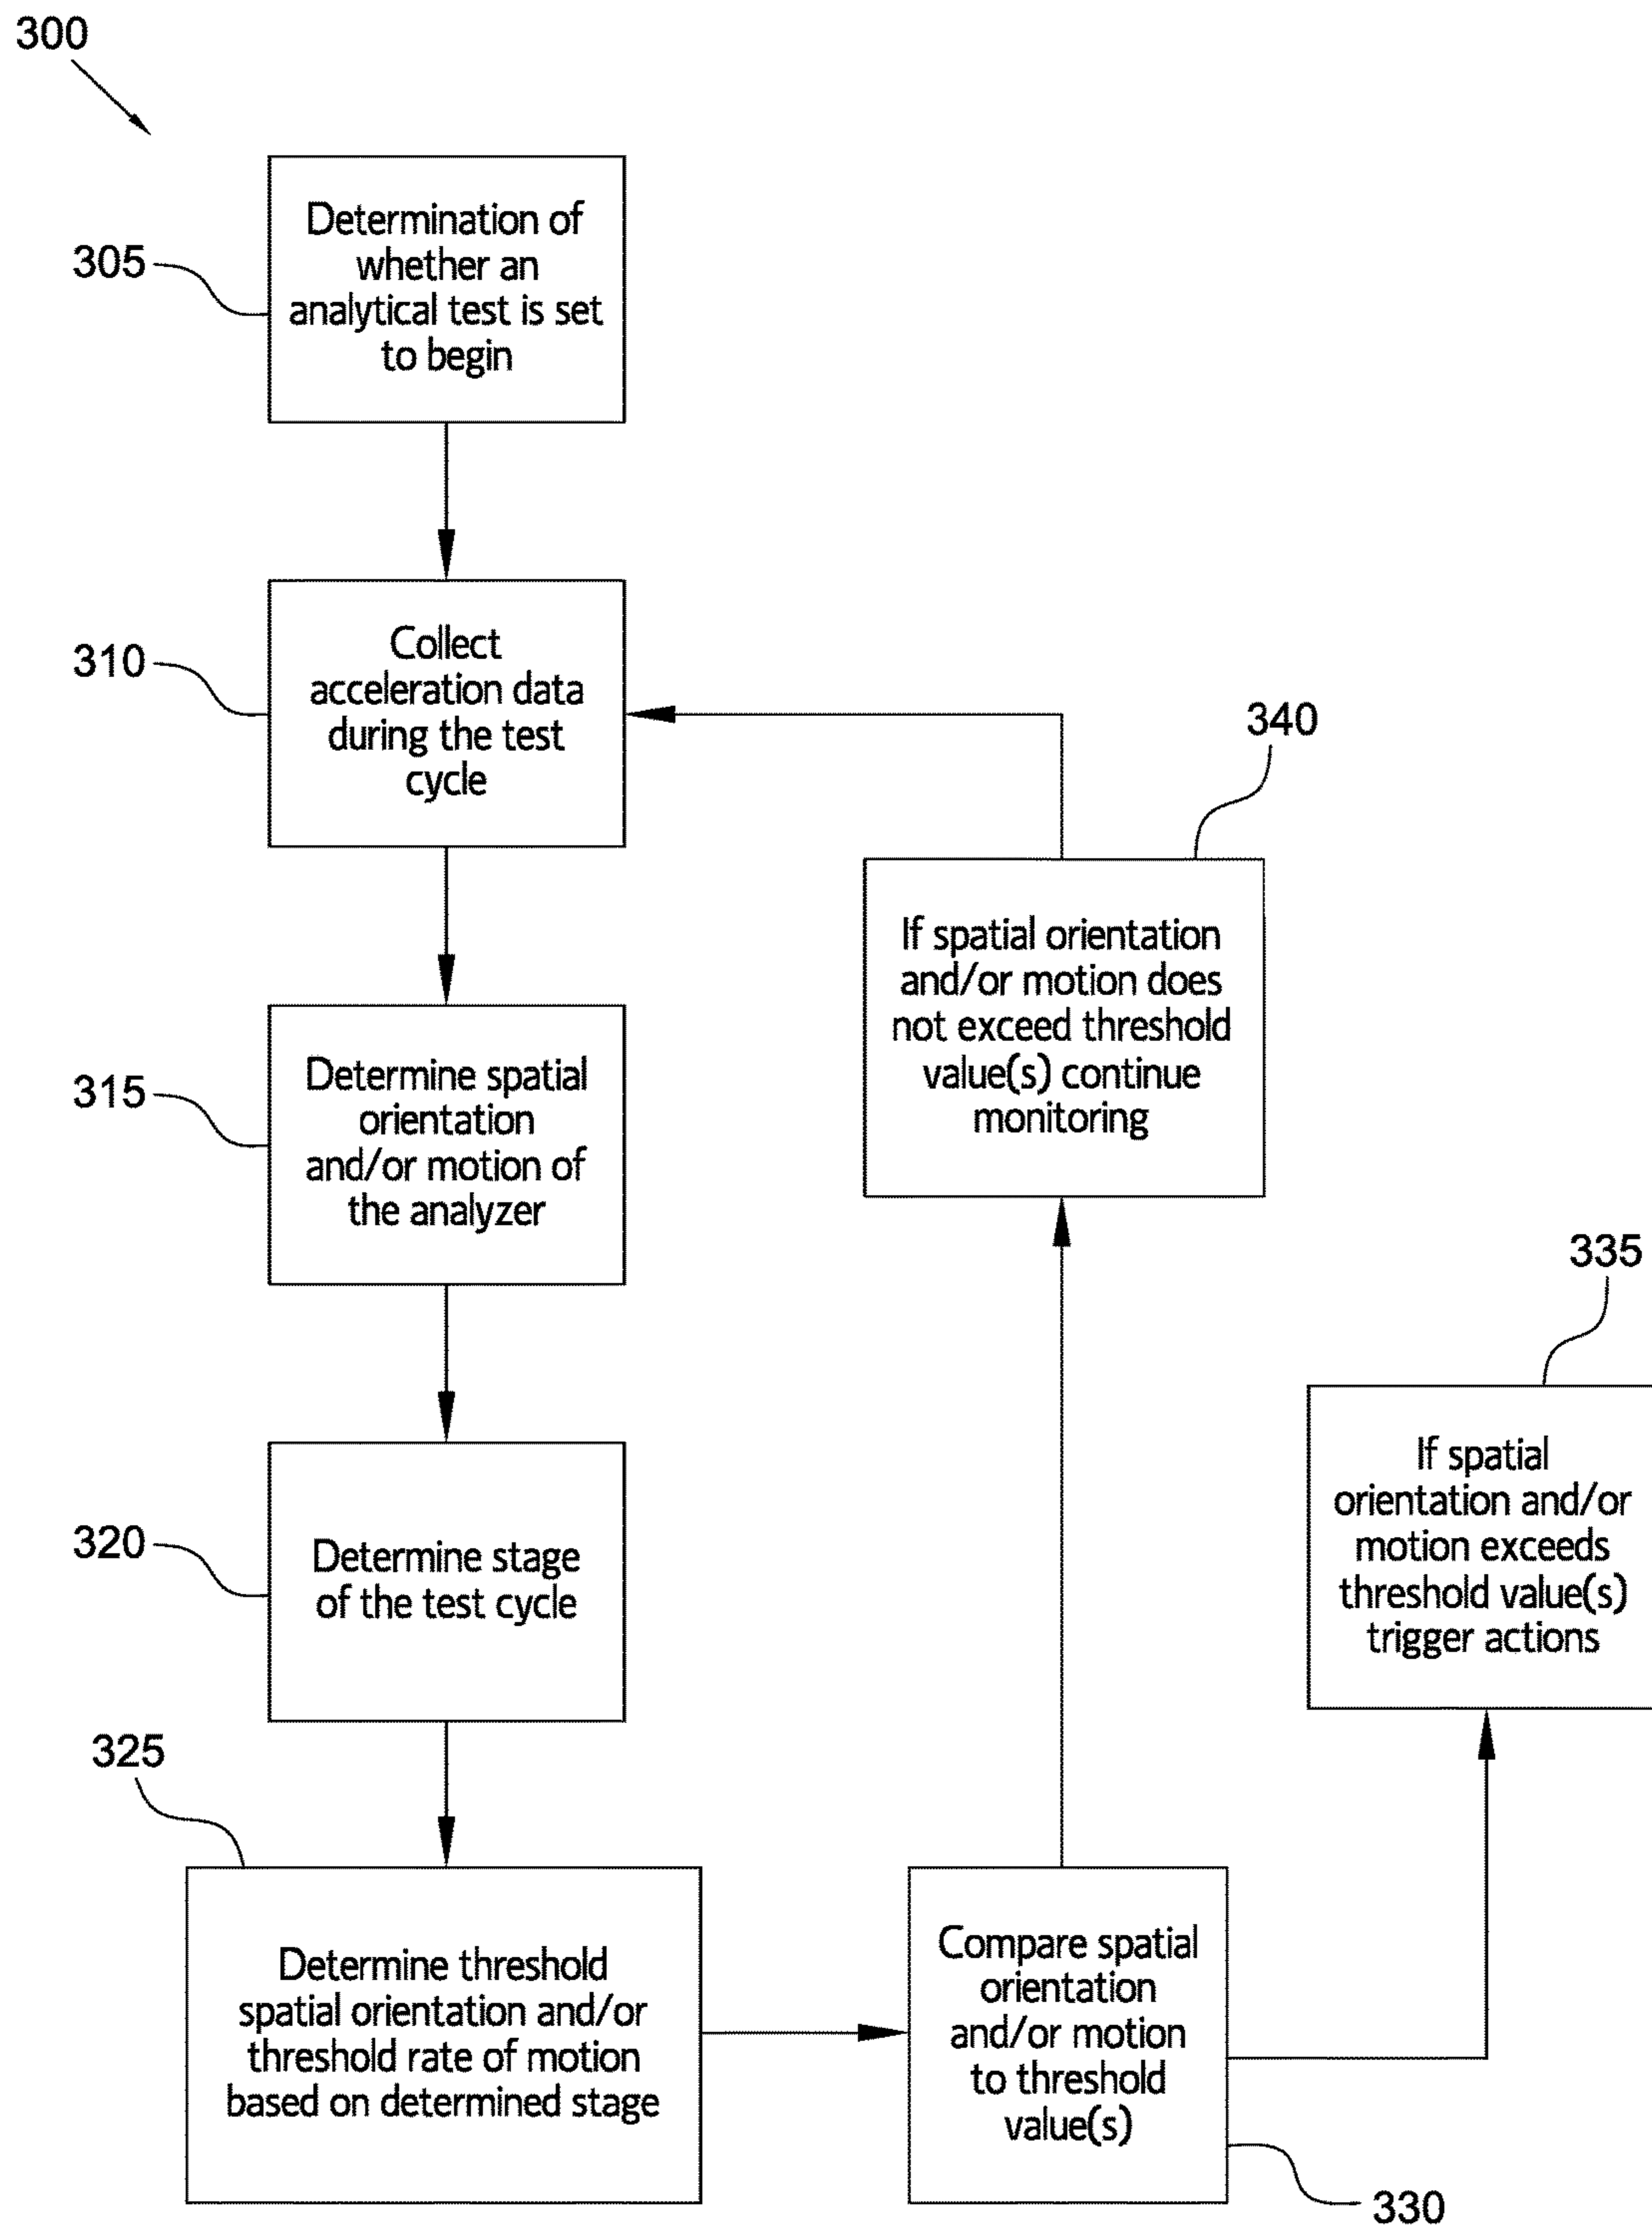 300
305
Determination of
whether an
analytical test is set
to begin
310
Collect
acceleration data
during the test
cycle
315
Determine spatial
orientation
and/or motion of
the analyzer
320
Determine stage
of the test cycle
325
Determine threshold
spatial orientation and/or
threshold rate of motion
based on determined stage
Compare spatial
orientation
and/or motion
to threshold
value(s)
330
340
If spatial orientation
and/or motion does
not exceed threshold
value(s) continue
monitoring
335
If spatial
orientation and/or
motion exceeds
threshold value(s)
trigger actions